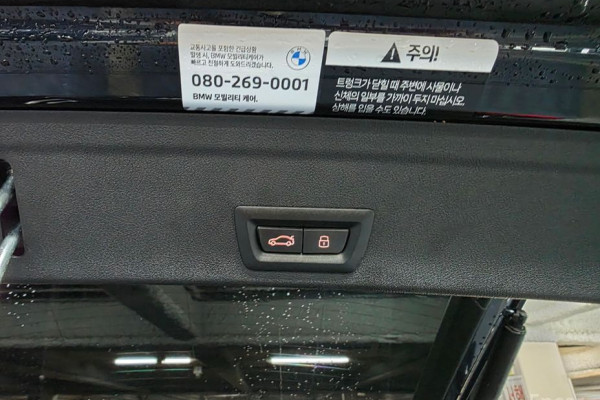 교통사고를 포함한 긴급상황
발생 시, BMW 모빌리티케어가
빠르고 친절하게 도와드리겠습니다.
080-269-0001
BMW 모빌리티 케어.
주의!
트렁크가 닫힐 때 주변에 사물이나
신체의 일부를 가까이 두지 마십시오.
상해를 입을 수도 있습니다.